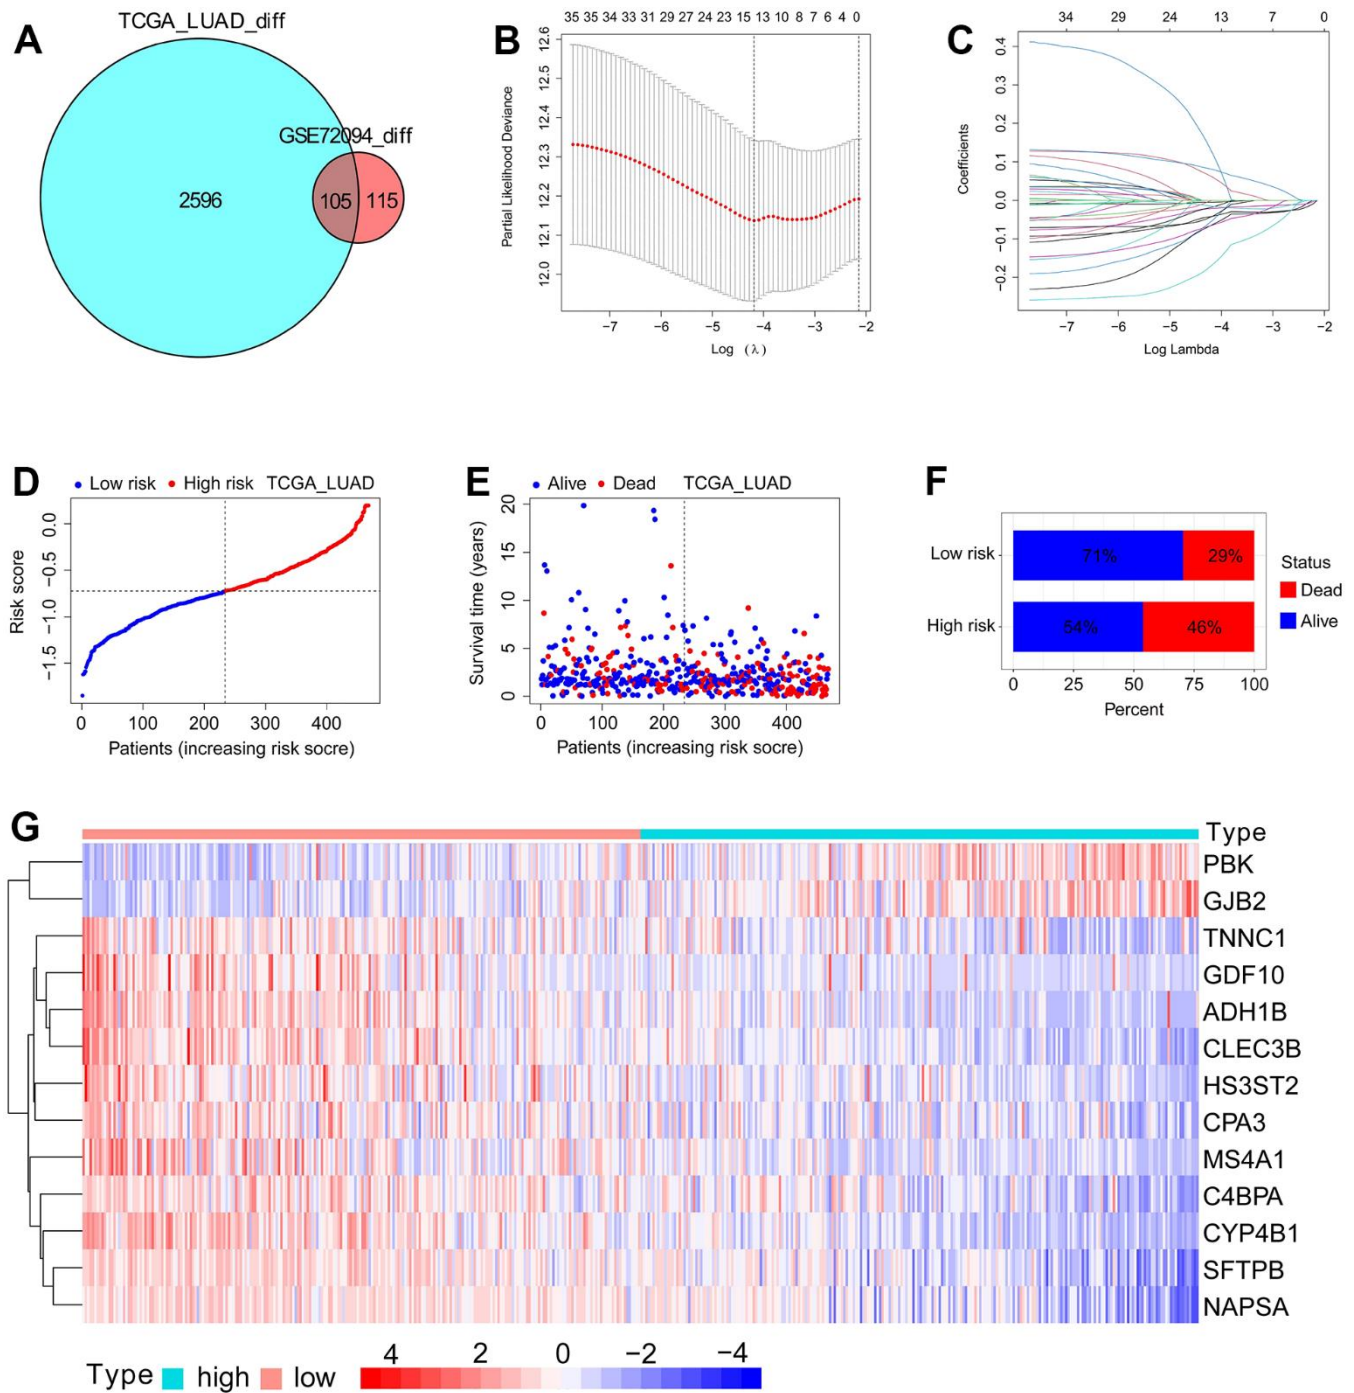 A
TCGA_LUAD_diff
GSE72094_diff
2596
105
115
B
35 35 34 33 31 29 27 24 23 15 13 10 8 7 6 4 0
Partial Likelihood Deviance
12.6
12.5
12.4
12.3
12.2
12.1
12.0
−7 −6 −5 −4 −3 −2
Log (λ)
C
34 29 24 13 7 0
Coefficients
0.4
0.3
0.2
0.1
0.0
−0.1
−0.2
−7 −6 −5 −4 −3 −2
Log Lambda
D
Low risk High risk TCGA_LUAD
Risk score
0.0
−0.5
−1.0
−1.5
0 100 200 300 400
Patients (increasing risk socre)
E
Alive Dead TCGA_LUAD
Survival time (years)
20
15
10
5
0
0 100 200 300 400
Patients (increasing risk socre)
F
Low risk 71% 29%
High risk 54% 46%
0 25 50 75 100
Percent
Status
Dead
Alive
G
Type
PBK
GJB2
TNNC1
GDF10
ADH1B
CLEC3B
HS3ST2
CPA3
MS4A1
C4BPA
CYP4B1
SFTPB
NAPSA
Type high low
4 2 0 −2 −4